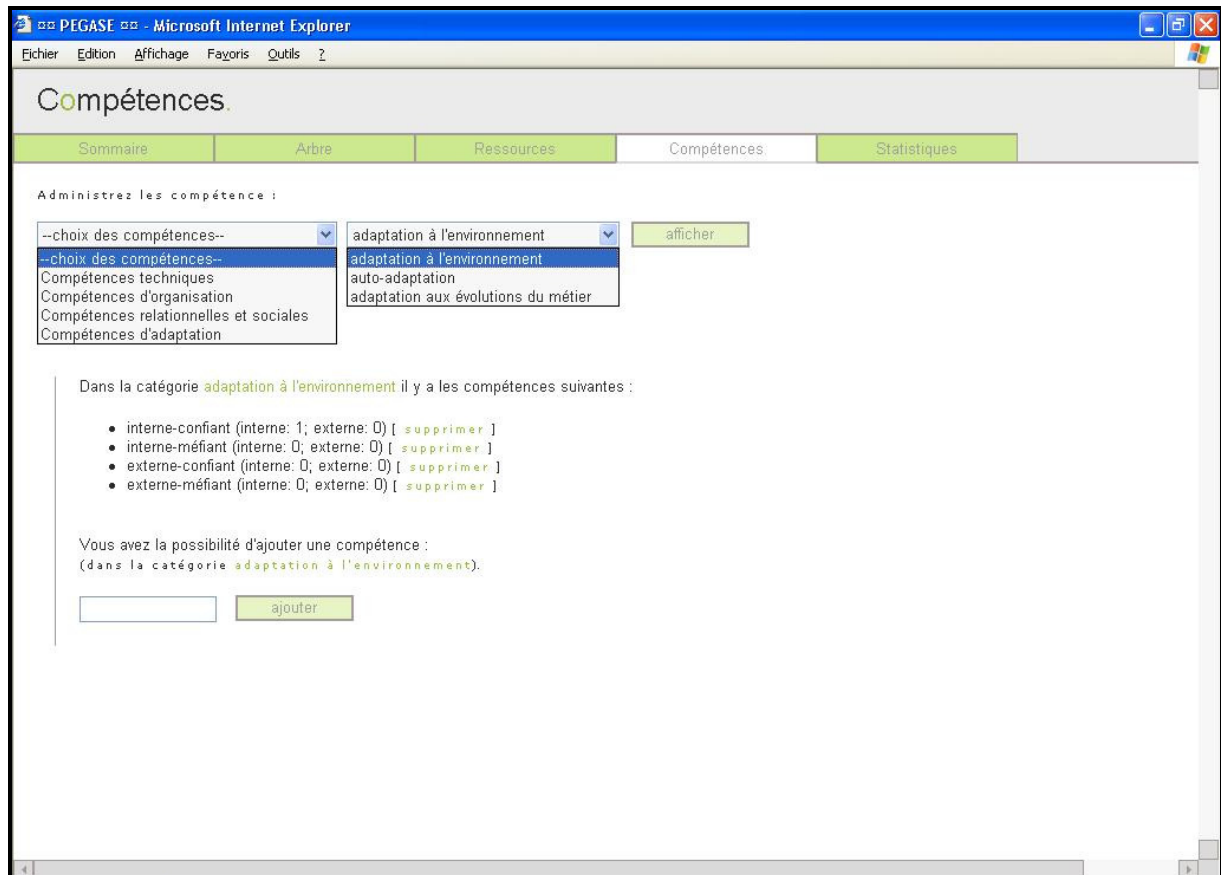 ¤¤ PEGASE ¤¤ - Microsoft Internet Explorer
Fichier Edition Affichage Favoris Outils ?
Compétences.
Sommaire Arbre Ressources Compétences Statistiques
Administrez les compétence :
--choix des compétences-- adaptation à l'environnement afficher
--choix des compétences-- adaptation à l'environnement
Compétences techniques auto-adaptation
Compétences d'organisation adaptation aux évolutions du métier
Compétences relationnelles et sociales
Compétences d'adaptation
Dans la catégorie adaptation à l'environnement il y a les compétences suivantes :
• interne-confiant (interne: 1; externe: 0) [ supprimer ]
• interne-méfiant (interne: 0; externe: 0) [ supprimer ]
• externe-confiant (interne: 0; externe: 0) [ supprimer ]
• externe-méfiant (interne: 0; externe: 0) [ supprimer ]
Vous avez la possibilité d'ajouter une compétence :
(dans la catégorie adaptation à l'environnement).
ajouter